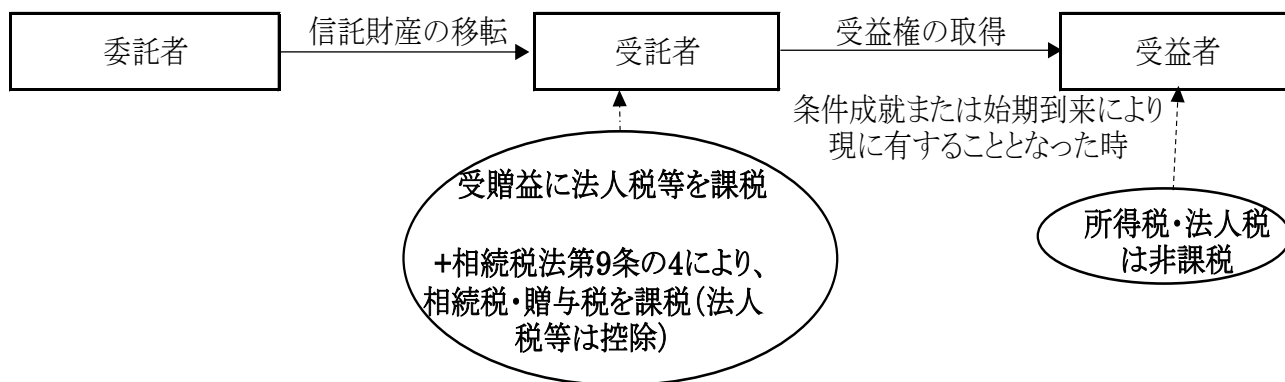 委託者
信託財産の移転
受託者
受益権の取得
受益者
条件成就または始期到来により
現に有することとなった時
受贈益に法人税等を課税
+相続税法第9条の4により、
相続税・贈与税を課税(法人
税等は控除)
所得税・法人税
は非課税